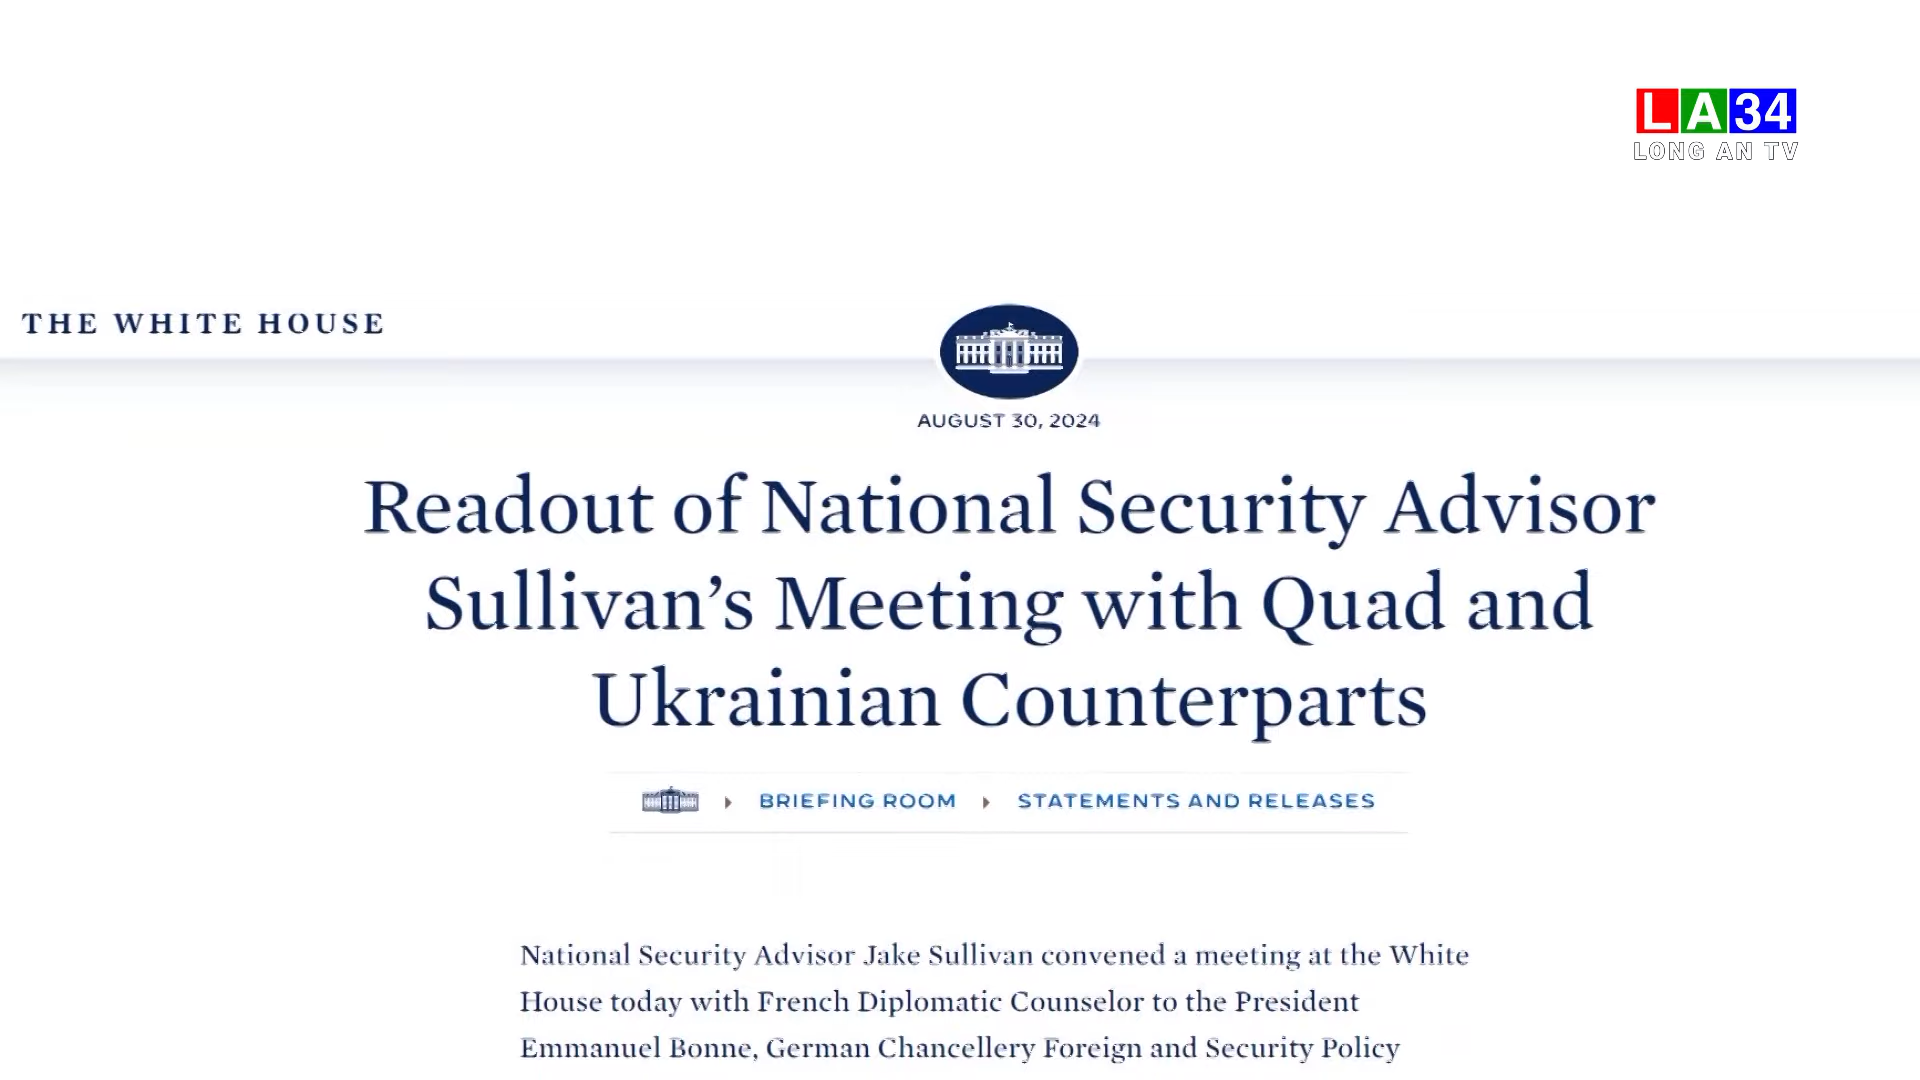 LA34
LONG AN TV
THE WHITE HOUSE
AUGUST 30, 2024
Readout of National Security Advisor
Sullivan’s Meeting with Quad and
Ukrainian Counterparts
BRIEFING ROOM
STATEMENTS AND RELEASES
National Security Advisor Jake Sullivan convened a meeting at the White
House today with French Diplomatic Counselor to the President
Emmanuel Bonne, German Chancellery Foreign and Security Policy